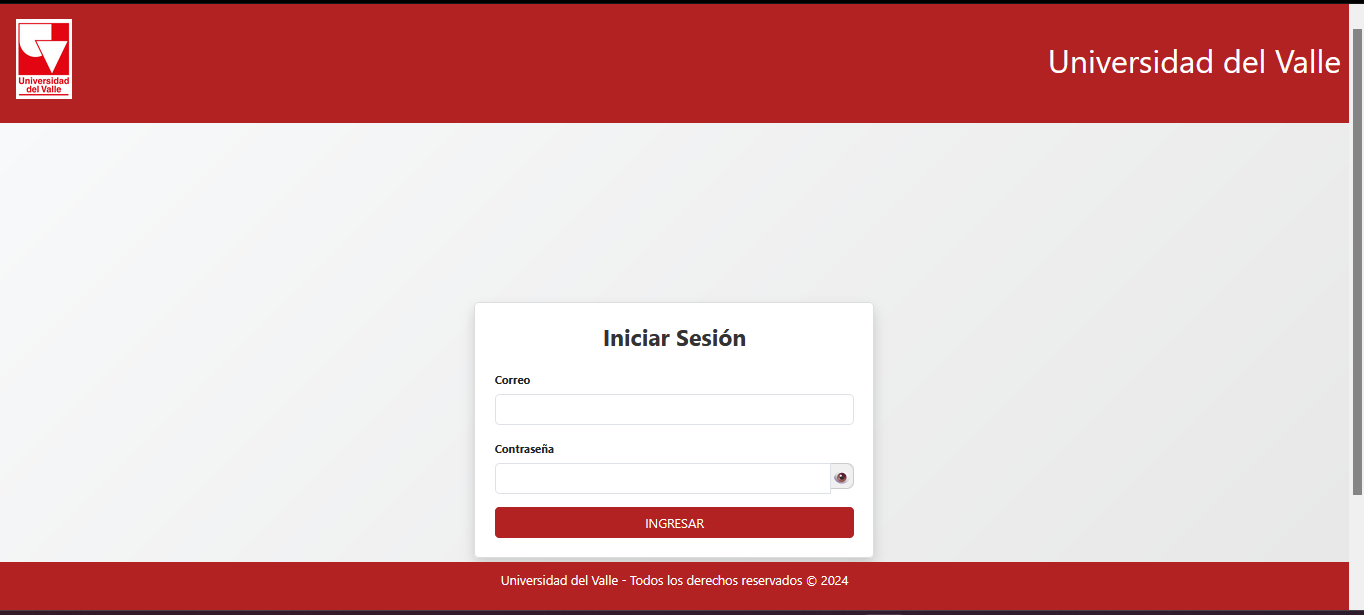 Universidad
del Valle
Universidad del Valle
Iniciar Sesión
Correo
Contraseña
INGRESAR
Universidad del Valle - Todos los derechos reservados © 2024